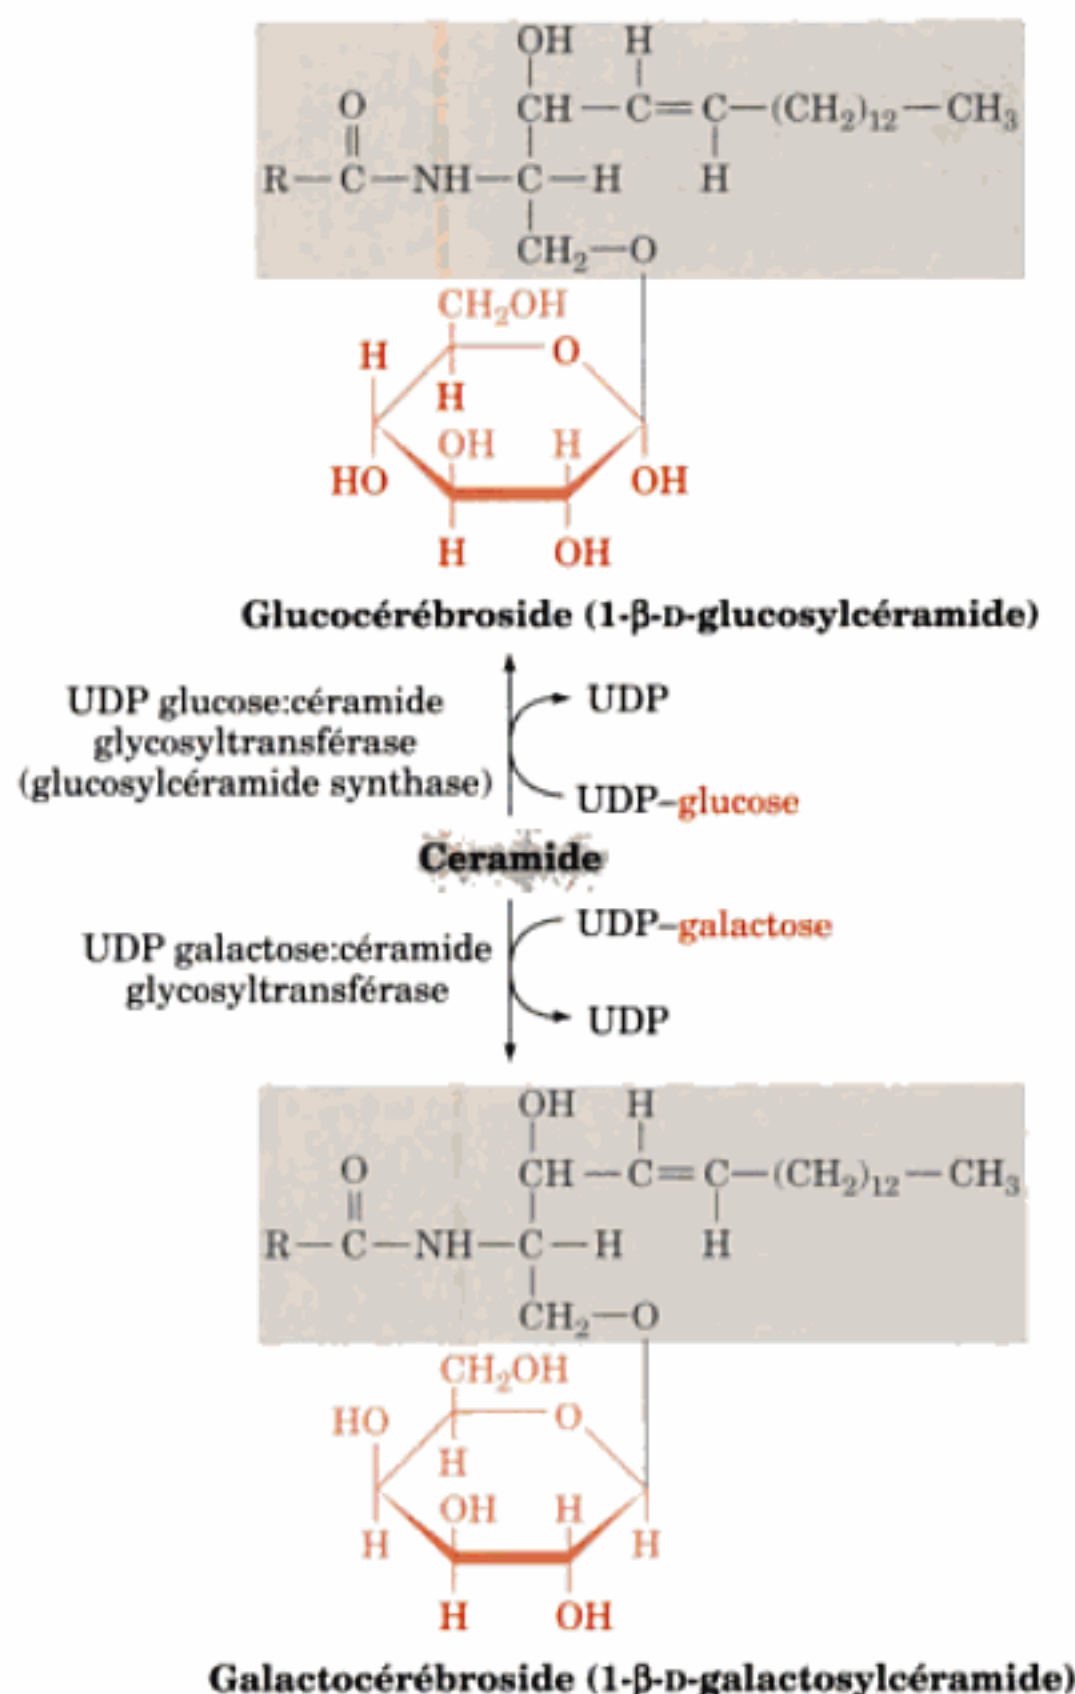 OH H
O CH—C=C—(CH₂)₁₂—CH₃
R—C—NH—C—H H
CH₂—O
CH₂OH
H O
H
OH H
HO OH
H OH
Glucocérébroside (1-β-D-glucosylcéramide)
UDP glucose:céramide
glycosyltransférase
(glucosylcéramide synthase)
UDP
UDP–glucose
Ceramide
UDP galactose:céramide
glycosyltransférase
UDP–galactose
UDP
OH H
O CH—C=C—(CH₂)₁₂—CH₃
R—C—NH—C—H H
CH₂—O
CH₂OH
HO O
H
OH H
H H
H OH
Galactocérébroside (1-β-D-galactosylcéramide)